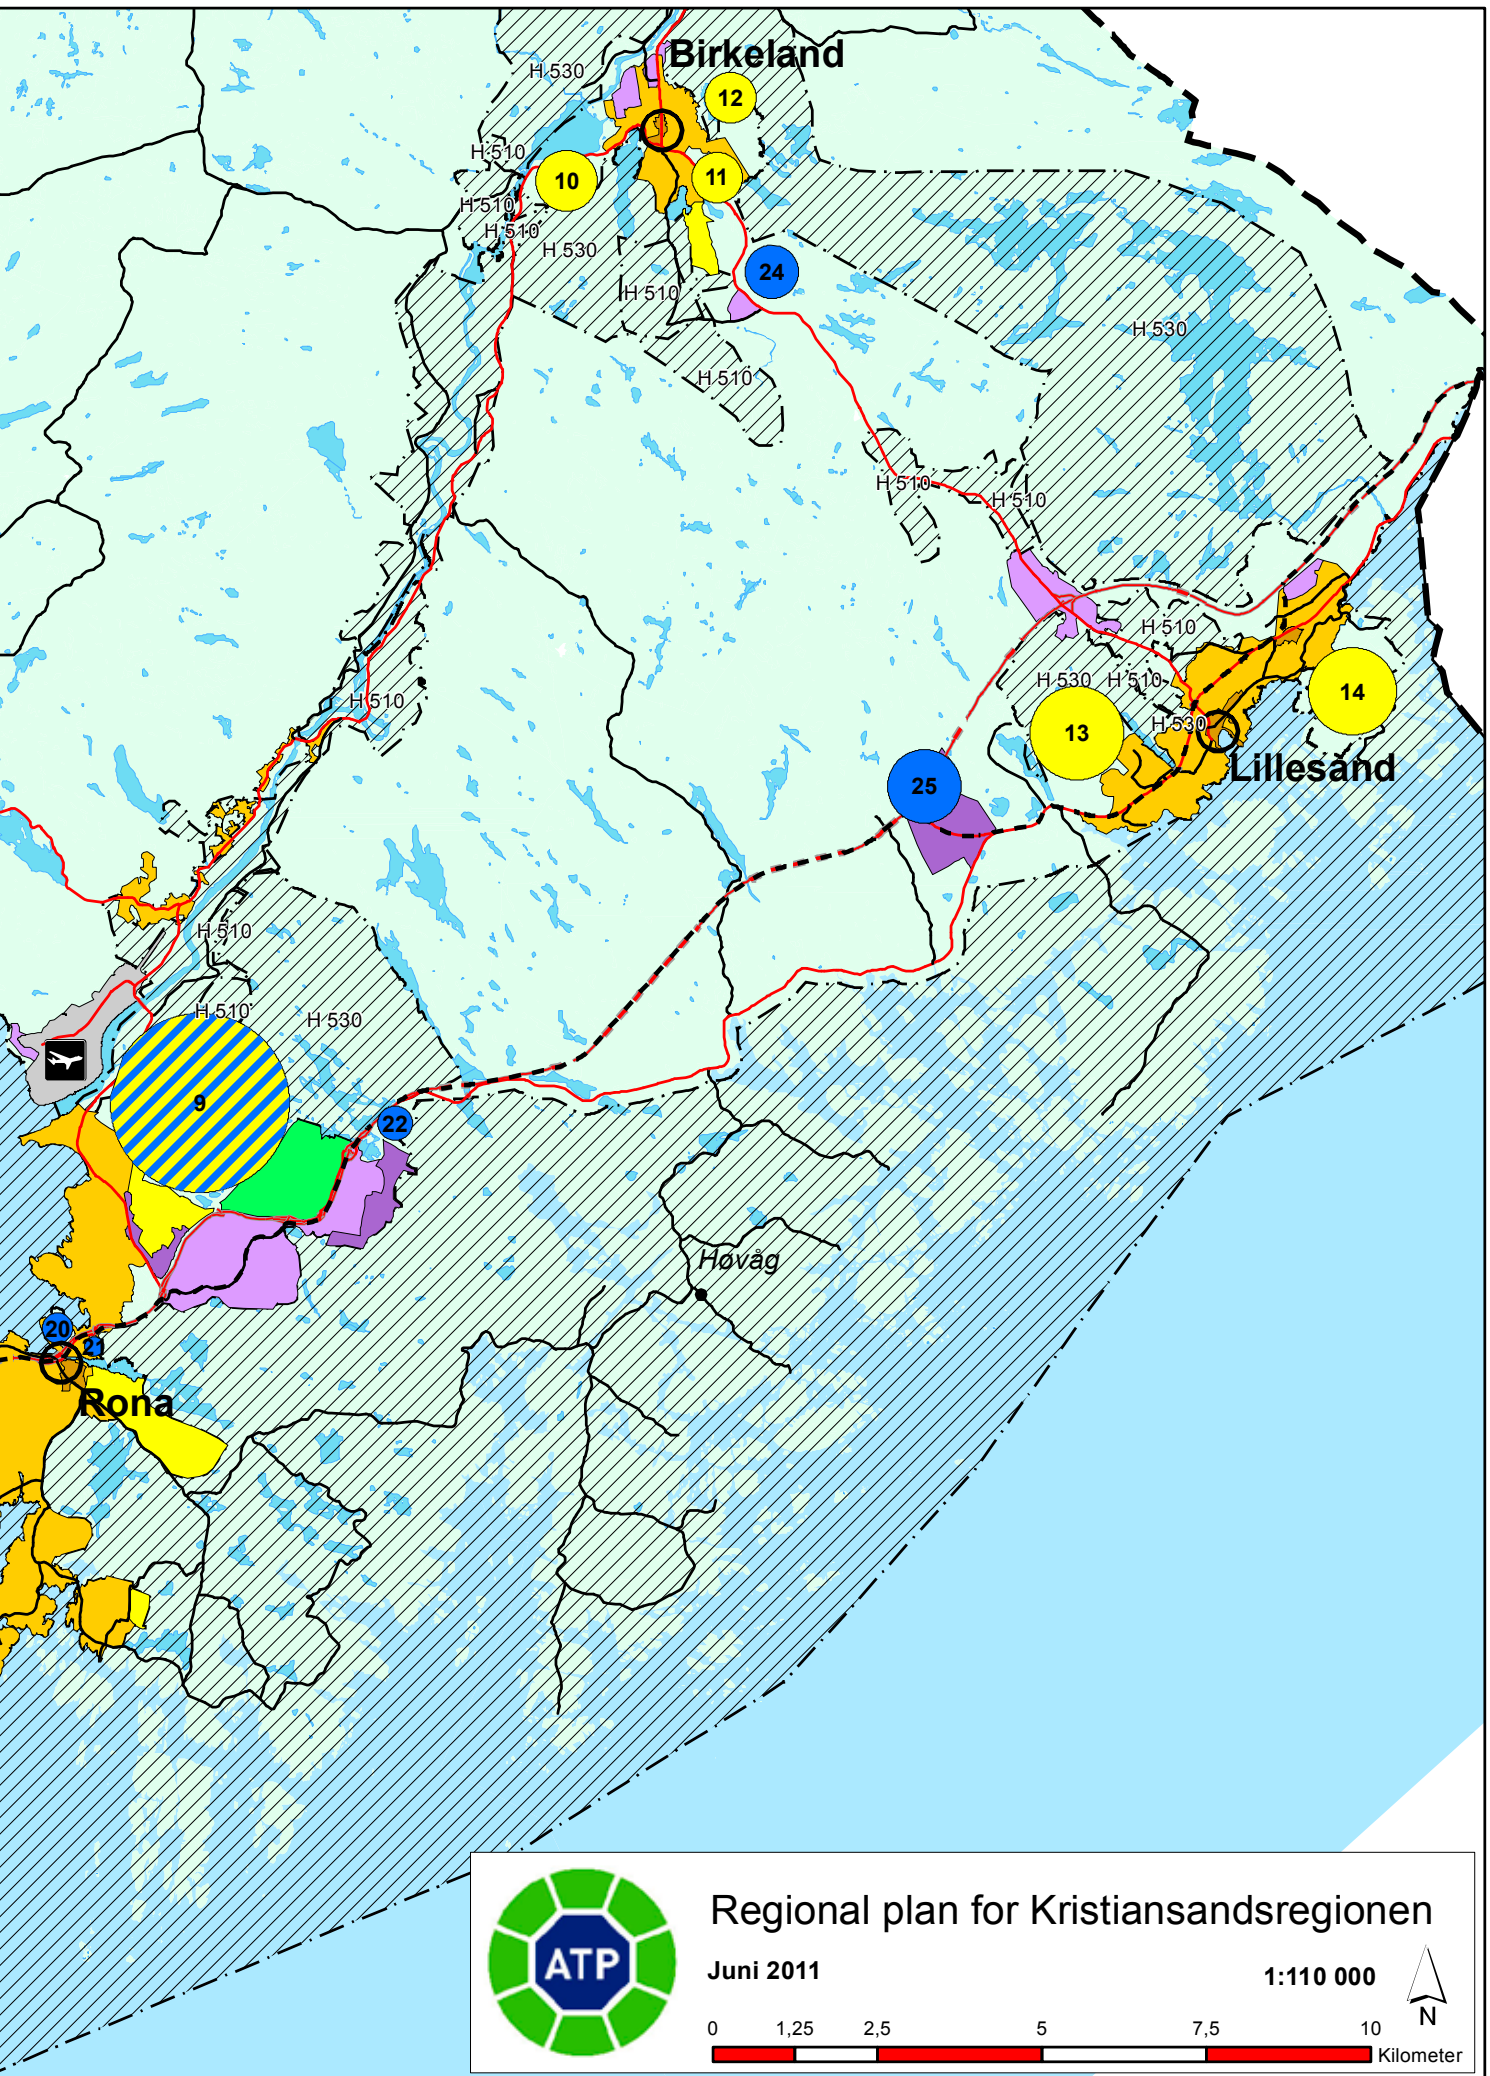 Birkeland
H 530
12
H 510
10
11
H 510
H 510
H 530
24
H 510
H 530
H 510
H 510
H 510
H 510
H 530
H 510
H 510
14
13
H 530
Lillesand
25
H 510
H 510
H 530
9
22
Høvåg
20
21
Rona
ATP
Regional plan for Kristiansandsregionen
Juni 2011
1:110 000
N
0 1,25 2,5 5 7,5 10
Kilometer